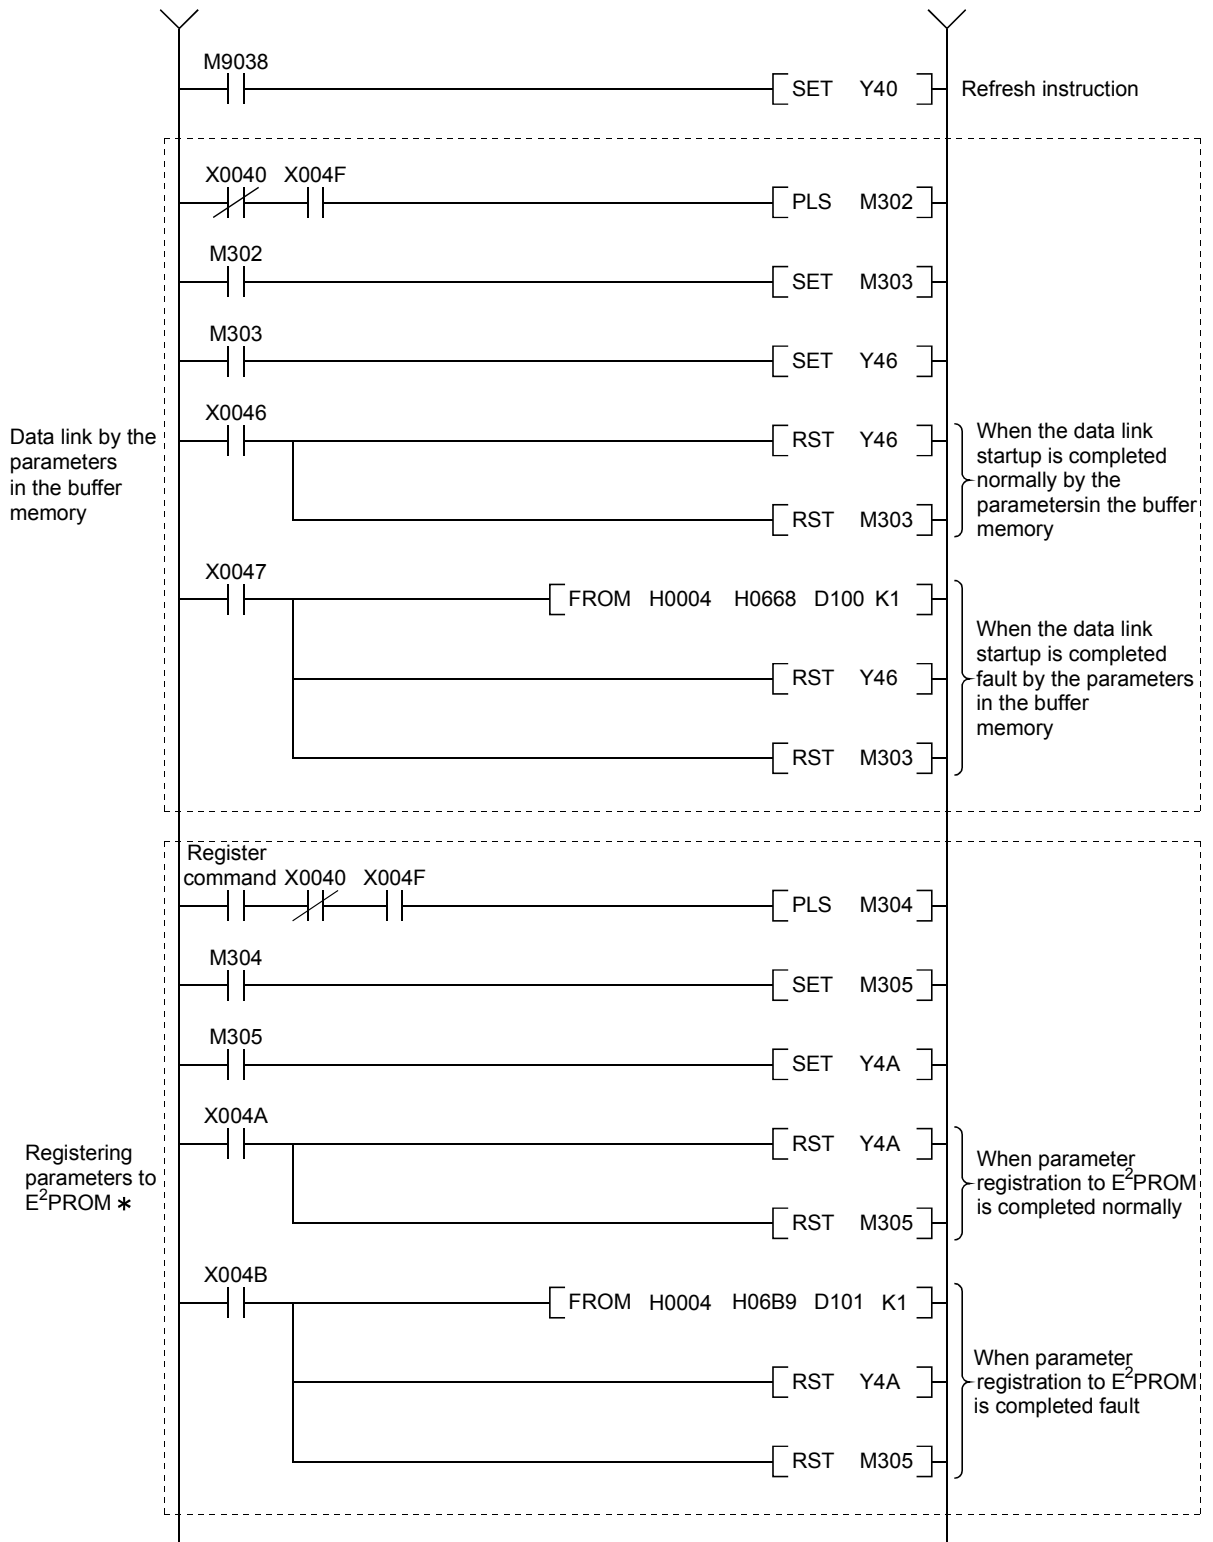 M9038
SET Y40 Refresh instruction
X0040 X004F
PLS M302
M302
SET M303
M303
SET Y46
X0046
RST Y46
RST M303
When the data link
startup is completed
normally by the
parametersin the buffer
memory
Data link by the
parameters
in the buffer
memory
X0047
FROM H0004 H0668 D100 K1
RST Y46
RST M303
When the data link
startup is completed
fault by the parameters
in the buffer
memory
Register
command X0040 X004F
PLS M304
M304
SET M305
M305
SET Y4A
X004A
RST Y4A
RST M305
When parameter
registration to E²PROM
is completed normally
Registering
parameters to
E²PROM *
X004B
FROM H0004 H06B9 D101 K1
RST Y4A
RST M305
When parameter
registration to E²PROM
is completed fault